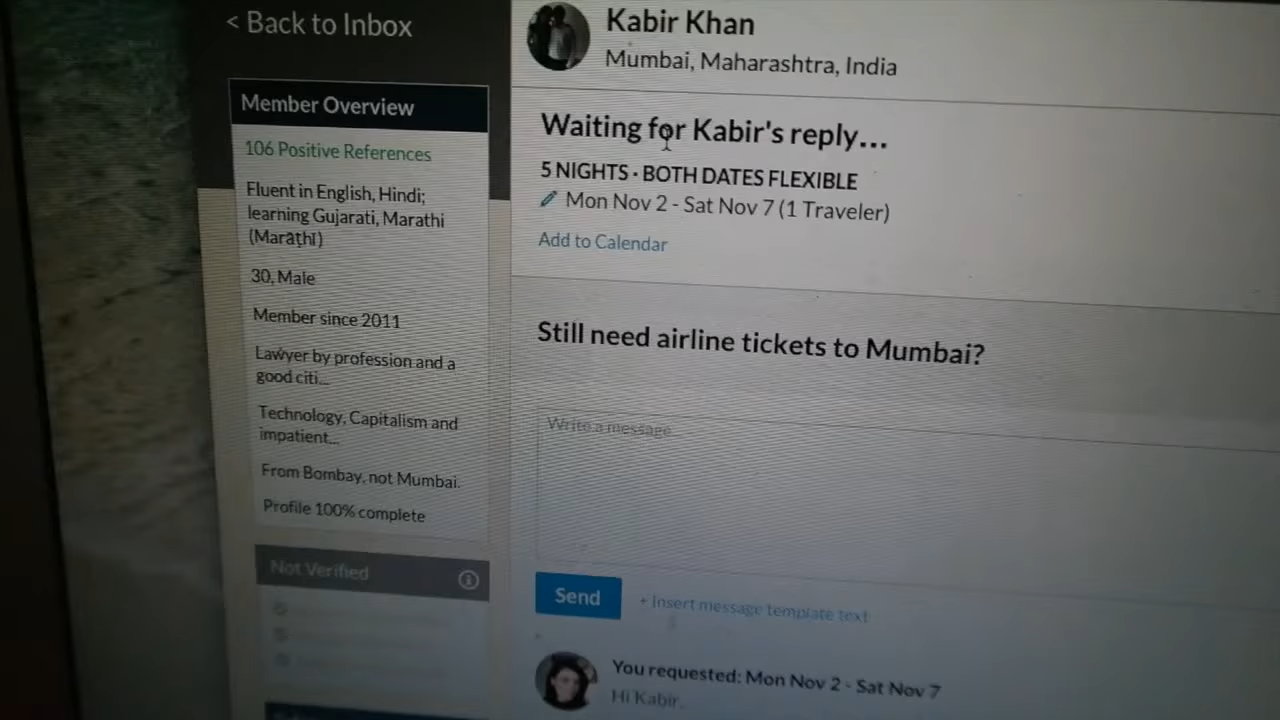 < Back to Inbox
Kabir Khan
Mumbai, Maharashtra, India
Member Overview
106 Positive References
Fluent in English, Hindi;
learning Gujarati, Marathi
(Marāṭhī)
30, Male
Member since 2011
Lawyer by profession and a
good citi...
Technology, Capitalism and
impatient...
From Bombay, not Mumbai.
Profile 100% complete
Not Verified
Waiting for Kabir's reply...
5 NIGHTS · BOTH DATES FLEXIBLE
Mon Nov 2 - Sat Nov 7 (1 Traveler)
Add to Calendar
Still need airline tickets to Mumbai?
Write a message...
Send
+ Insert message template text
You requested: Mon Nov 2 - Sat Nov 7
Hi Kabir,